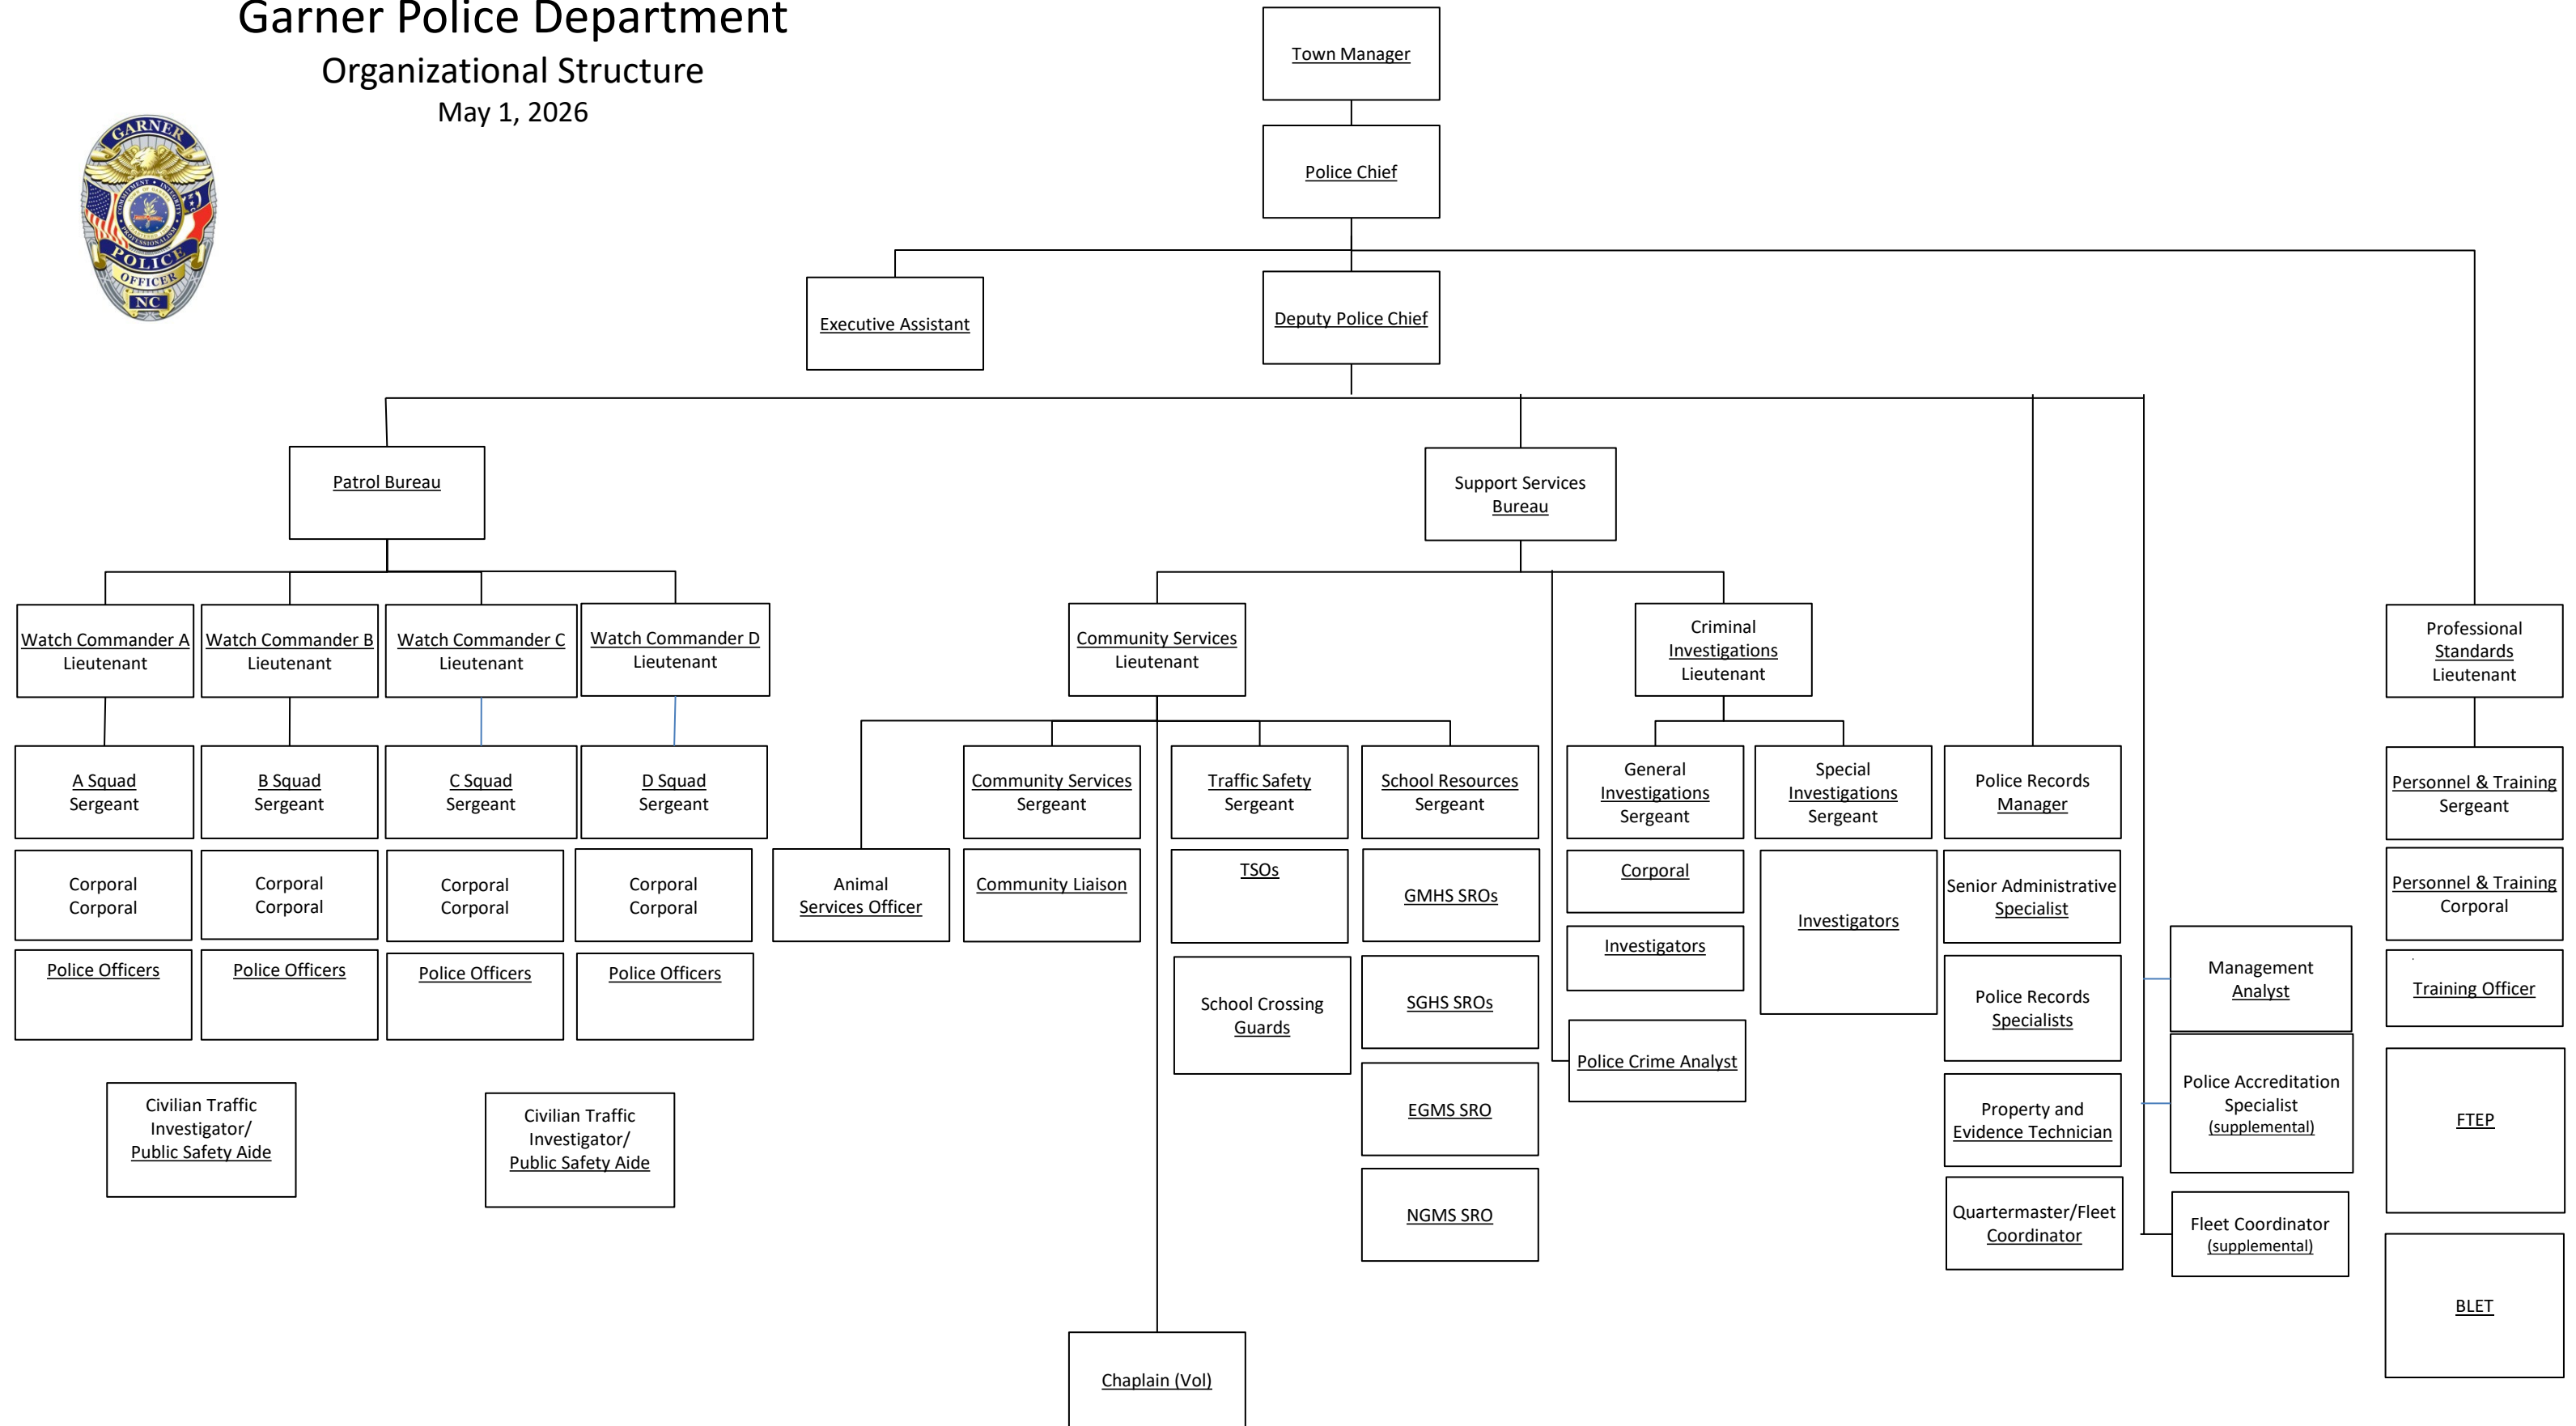 Garner Police Department
Organizational Structure
May 1, 2026
GARNER
POLICE
OFFICER
NC
Town Manager
Police Chief
Executive Assistant
Deputy Police Chief
Patrol Bureau
Support Services
Bureau
Watch Commander A
Lieutenant
Watch Commander B
Lieutenant
Watch Commander C
Lieutenant
Watch Commander D
Lieutenant
Community Services
Lieutenant
Criminal
Investigations
Lieutenant
Professional
Standards
Lieutenant
A Squad
Sergeant
B Squad
Sergeant
C Squad
Sergeant
D Squad
Sergeant
Community Services
Sergeant
Traffic Safety
Sergeant
School Resources
Sergeant
General
Investigations
Sergeant
Special
Investigations
Sergeant
Police Records
Manager
Personnel & Training
Sergeant
Corporal
Corporal
Corporal
Corporal
Corporal
Corporal
Corporal
Corporal
Animal
Services Officer
Community Liaison
TSOs
GMHS SROs
Corporal
Investigators
Investigators
Senior Administrative
Specialist
Personnel & Training
Corporal
Police Officers
Police Officers
Police Officers
Police Officers
School Crossing
Guards
SGHS SROs
Police Crime Analyst
Police Records
Specialists
Management
Analyst
Training Officer
Civilian Traffic
Investigator/
Public Safety Aide
Civilian Traffic
Investigator/
Public Safety Aide
EGMS SRO
Property and
Evidence Technician
Police Accreditation
Specialist
(supplemental)
FTEP
NGMS SRO
Quartermaster/Fleet
Coordinator
Fleet Coordinator
(supplemental)
BLET
Chaplain (Vol)